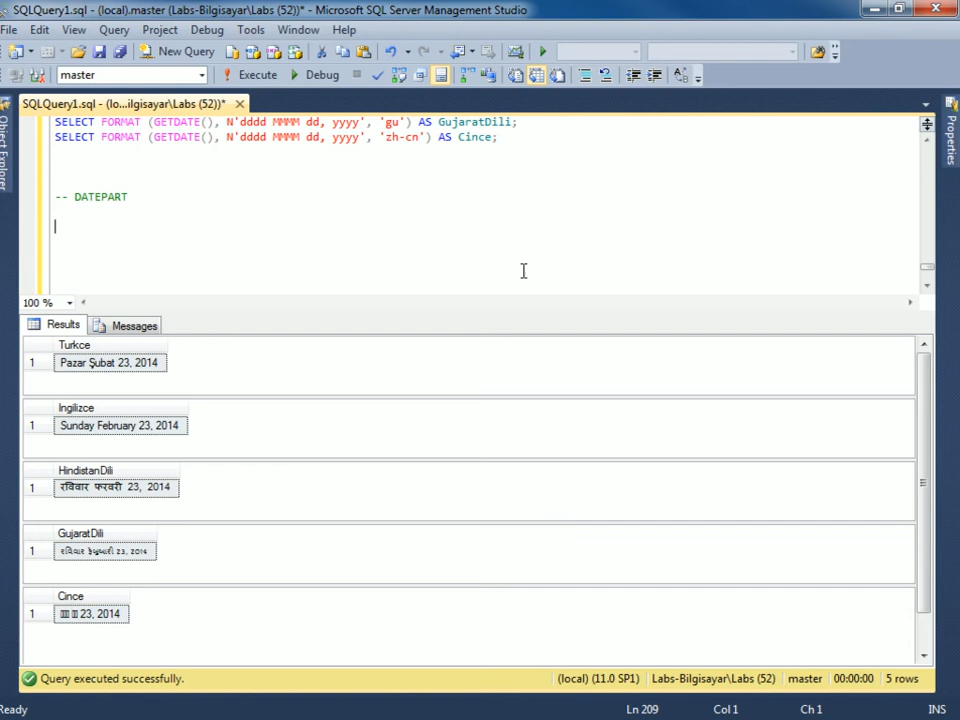 SQLQuery1.sql - (local).master (Labs-Bilgisayar\Labs (52))* - Microsoft SQL Server Management Studio
File Edit View Query Project Debug Tools Window Help
New Query
master Execute Debug
SQLQuery1.sql - (lo...ilgisayar\Labs (52))*
Object Explorer
Properties
SELECT FORMAT (GETDATE(), N'dddd MMMM dd, yyyy', 'gu') AS GujaratDili;
SELECT FORMAT (GETDATE(), N'dddd MMMM dd, yyyy', 'zh-cn') AS Cince;
-- DATEPART
100 %
Results Messages
Turkce
1 Pazar Şubat 23, 2014
Ingilizce
1 Sunday February 23, 2014
HindistanDili
1 रविवार फरवरी 23, 2014
GujaratDili
1 રવિવાર ફેબ્રુઆરી 23, 2014
Cince
1 23, 2014
Query executed successfully. (local) (11.0 SP1) Labs-Bilgisayar\Labs (52) master 00:00:00 5 rows
Ready Ln 209 Col 1 Ch 1 INS